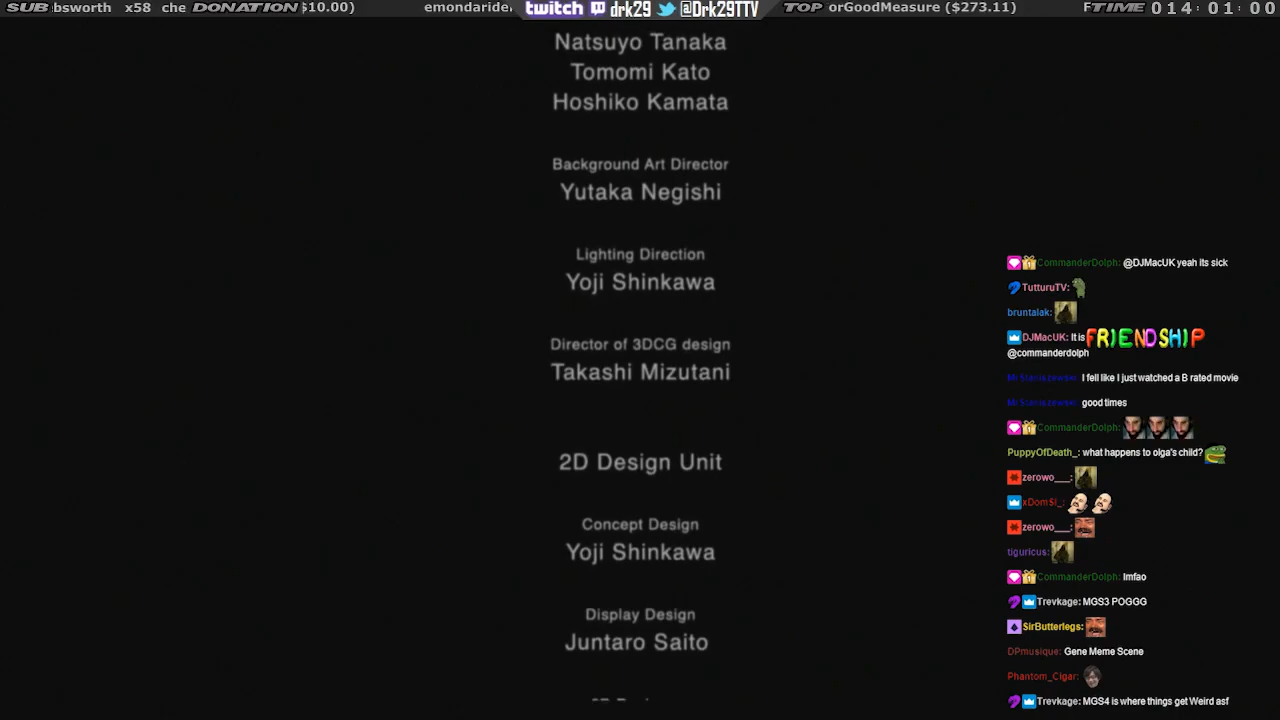 SUB bsworth x58 che DONATION $10.00) emondaride. twitch drk29 @Drk29TTV TOP orGoodMeasure ($273.11) F TIME 014:01:00
Natsuyo Tanaka
Tomomi Kato
Hoshiko Kamata
Background Art Director
Yutaka Negishi
Lighting Direction
Yoji Shinkawa
Director of 3DCG design
Takashi Mizutani
2D Design Unit
Concept Design
Yoji Shinkawa
Display Design
Juntaro Saito
CommanderDolph: @DJMacUK yeah its sick
TutturuTV:
bruntalak:
DJMacUK: It is FRIENDSHIP
@commanderdolph
I fell like I just watched a B rated movie
good times
CommanderDolph:
PuppyOfDeath_: what happens to olga's child?
zerowo___:
xDomSi_:
zerowo___:
tiguricus:
CommanderDolph: lmfao
Trevkage: MGS3 POGGG
SirButterlegs:
DPmusique: Gene Meme Scene
Phantom_Cigar:
Trevkage: MGS4 is where things get Weird asf